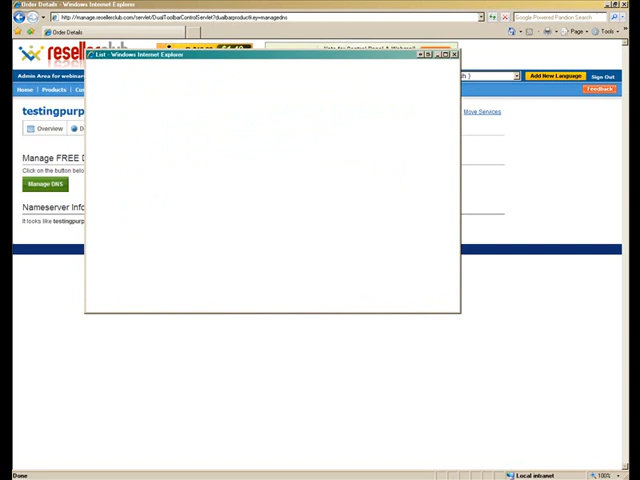 Order Details - Windows Internet Explorer
http://manage.resellerclub.com/servlet/DualToolbarControlServlet?dualbarproductkey=managedns
Google Powered Pandion Search
Order Details
Page
Tools
resellerclub
List - Windows Internet Explorer
Admin Area for webinar
Add New Language
Sign Out
Home
Products
Feedback
testingpurp
Move Services
Overview
Manage FREE D
Click on the button belo
Manage DNS
Nameserver Info
It looks like testingpurp
Done
Local intranet
100%